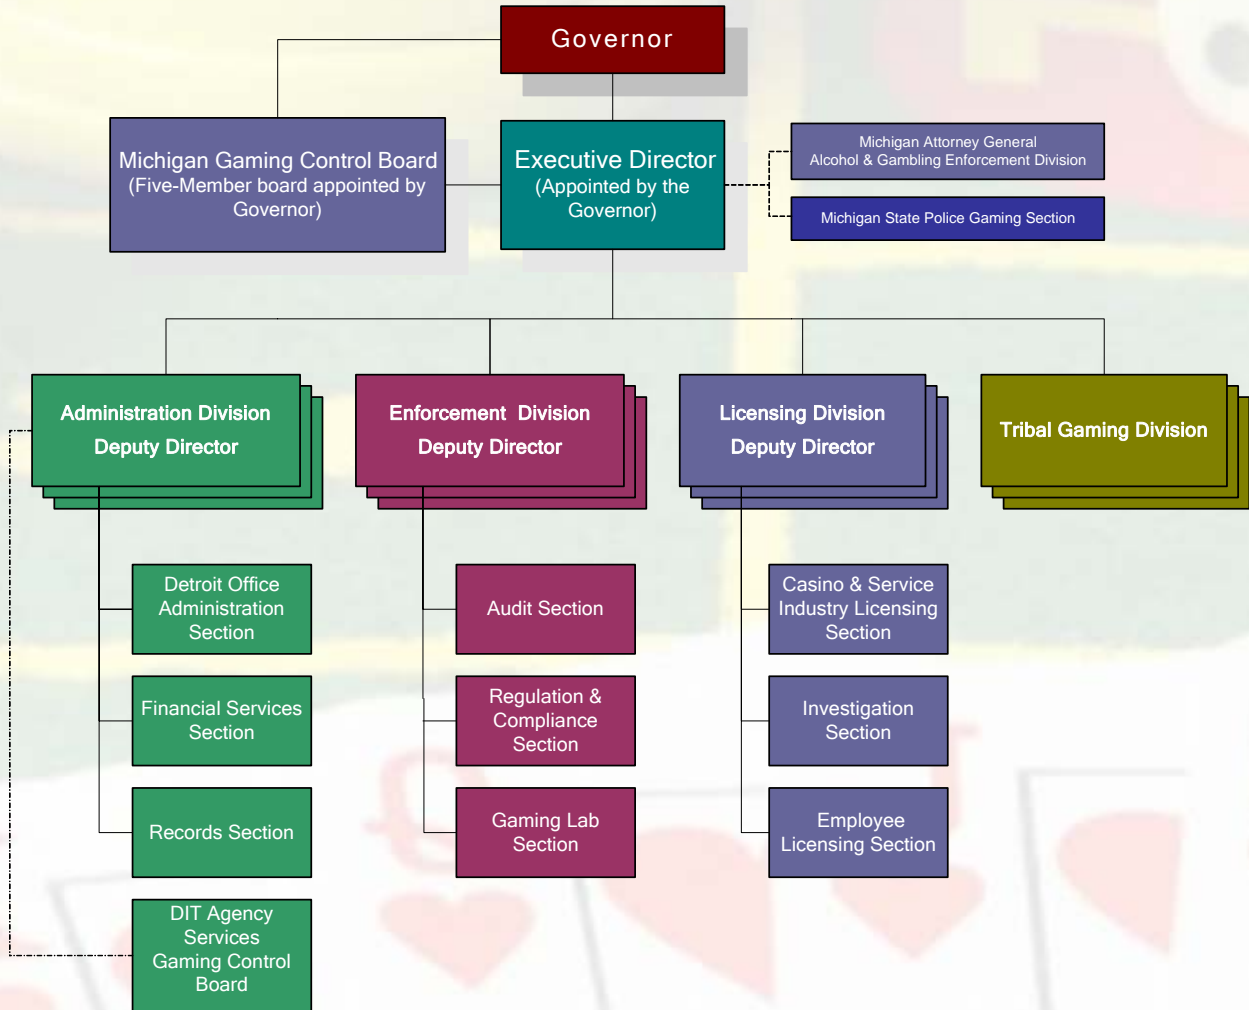 Governor
Michigan Gaming Control Board
(Five-Member board appointed by
Governor)
Executive Director
(Appointed by the
Governor)
Michigan Attorney General
Alcohol & Gambling Enforcement Division
Michigan State Police Gaming Section
Administration Division
Deputy Director
Enforcement Division
Deputy Director
Licensing Division
Deputy Director
Tribal Gaming Division
Detroit Office
Administration
Section
Financial Services
Section
Records Section
DIT Agency
Services
Gaming Control
Board
Audit Section
Regulation &
Compliance
Section
Gaming Lab
Section
Casino & Service
Industry Licensing
Section
Investigation
Section
Employee
Licensing Section